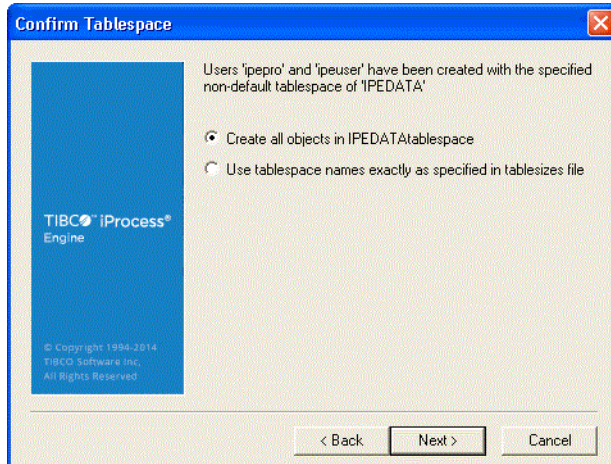 Confirm Tablespace
Users 'ipepro' and 'ipeuser' have been created with the specified
non-default tablespace of 'IPEDATA'
Create all objects in IPEDATAtablespace
Use tablespace names exactly as specified in tablesizes file
TIBCO™ iProcess®
Engine
© Copyright 1994-2014
TIBCO Software Inc,
All Rights Reserved
< Back
Next >
Cancel